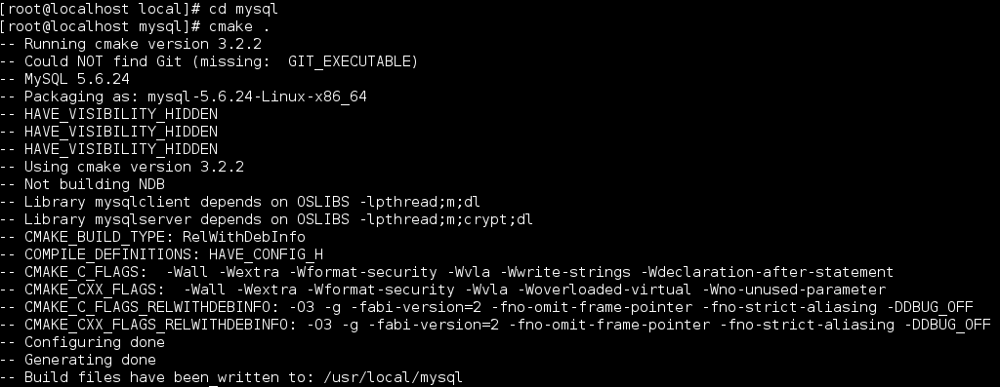 [root@localhost local]# cd mysql
[root@localhost mysql]# cmake .
-- Running cmake version 3.2.2
-- Could NOT find Git (missing:  GIT_EXECUTABLE)
-- MySQL 5.6.24
-- Packaging as: mysql-5.6.24-Linux-x86_64
-- HAVE_VISIBILITY_HIDDEN
-- HAVE_VISIBILITY_HIDDEN
-- HAVE_VISIBILITY_HIDDEN
-- Using cmake version 3.2.2
-- Not building NDB
-- Library mysqlclient depends on OSLIBS -lpthread;m;dl
-- Library mysqlserver depends on OSLIBS -lpthread;m;crypt;dl
-- CMAKE_BUILD_TYPE: RelWithDebInfo
-- COMPILE_DEFINITIONS: HAVE_CONFIG_H
-- CMAKE_C_FLAGS:  -Wall -Wextra -Wformat-security -Wvla -Wwrite-strings -Wdeclaration-after-statement
-- CMAKE_CXX_FLAGS:  -Wall -Wextra -Wformat-security -Wvla -Woverloaded-virtual -Wno-unused-parameter
-- CMAKE_C_FLAGS_RELWITHDEBINFO: -O3 -g -fabi-version=2 -fno-omit-frame-pointer -fno-strict-aliasing -DDBUG_OFF
-- CMAKE_CXX_FLAGS_RELWITHDEBINFO: -O3 -g -fabi-version=2 -fno-omit-frame-pointer -fno-strict-aliasing -DDBUG_OFF
-- Configuring done
-- Generating done
-- Build files have been written to: /usr/local/mysql